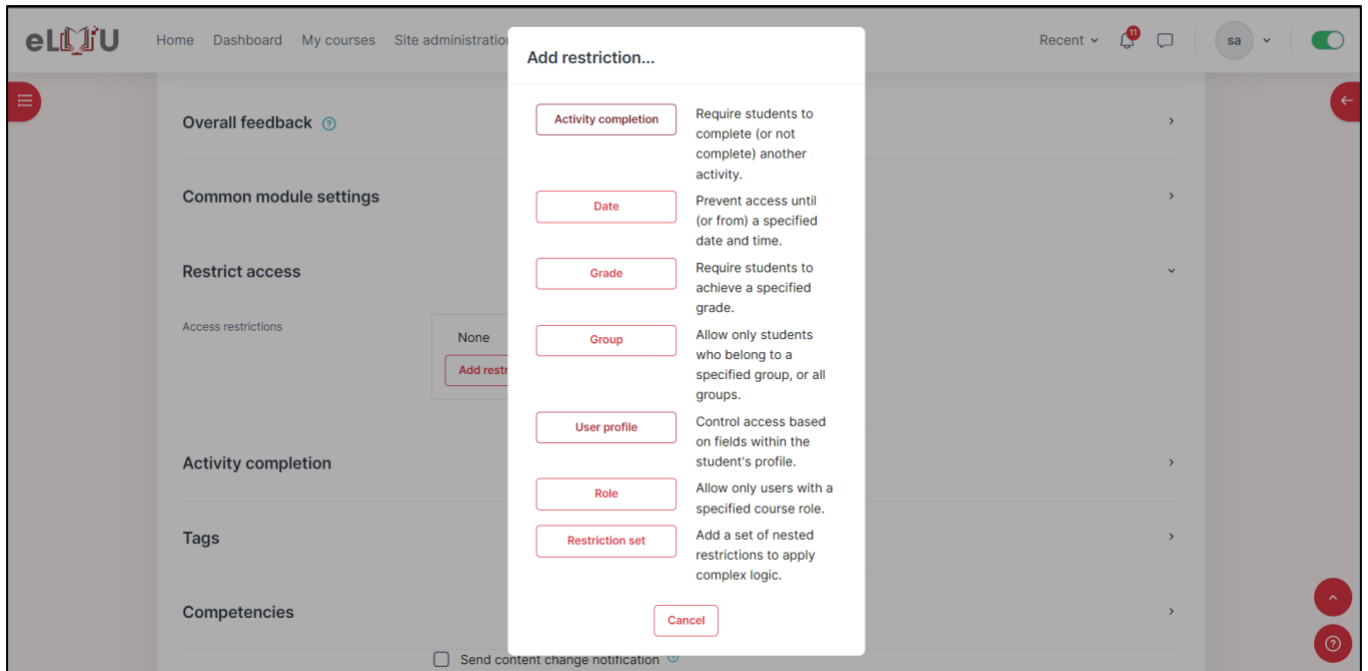 eLMiU
Home Dashboard My courses Site administration
Recent
11
sa
Add restriction...
Overall feedback
Common module settings
Restrict access
Access restrictions
None
Add restr
Activity completion
Tags
Competencies
Send content change notification
Activity completion
Require students to
complete (or not
complete) another
activity.
Date
Prevent access until
(or from) a specified
date and time.
Grade
Require students to
achieve a specified
grade.
Group
Allow only students
who belong to a
specified group, or all
groups.
User profile
Control access based
on fields within the
student's profile.
Role
Allow only users with a
specified course role.
Restriction set
Add a set of nested
restrictions to apply
complex logic.
Cancel